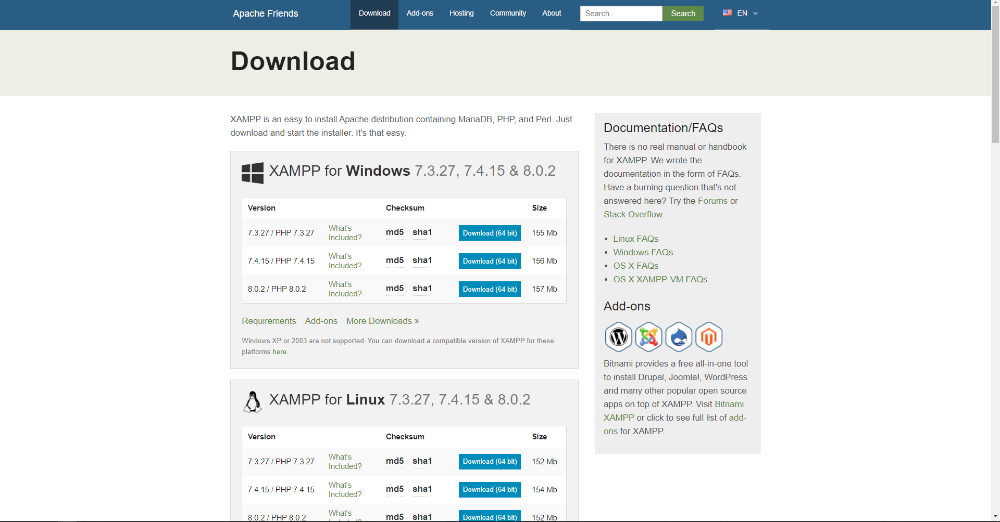 Apache Friends
Download Add-ons Hosting Community About Search.. Search EN
Download
XAMPP is an easy to install Apache distribution containing MariaDB, PHP, and Perl. Just
download and start the installer. It's that easy.
XAMPP for Windows 7.3.27, 7.4.15 & 8.0.2
Version Checksum Size
7.3.27 / PHP 7.3.27 What's Included? md5 sha1 Download (64 bit) 155 Mb
7.4.15 / PHP 7.4.15 What's Included? md5 sha1 Download (64 bit) 156 Mb
8.0.2 / PHP 8.0.2 What's Included? md5 sha1 Download (64 bit) 157 Mb
Requirements Add-ons More Downloads »
Windows XP or 2003 are not supported. You can download a compatible version of XAMPP for these
platforms here.
XAMPP for Linux 7.3.27, 7.4.15 & 8.0.2
Version Checksum Size
7.3.27 / PHP 7.3.27 What's Included? md5 sha1 Download (64 bit) 152 Mb
7.4.15 / PHP 7.4.15 What's Included? md5 sha1 Download (64 bit) 154 Mb
8.0.2 / PHP 8.0.2 What's md5 sha1 Download (64 bit) 152 Mb
Documentation/FAQs
There is no real manual or handbook
for XAMPP. We wrote the
documentation in the form of FAQs.
Have a burning question that's not
answered here? Try the Forums or
Stack Overflow.
• Linux FAQs
• Windows FAQs
• OS X FAQs
• OS X XAMPP-VM FAQs
Add-ons
Bitnami provides a free all-in-one tool
to install Drupal, Joomla!, WordPress
and many other popular open source
apps on top of XAMPP. Visit Bitnami
XAMPP or click to see full list of add-
ons for XAMPP.